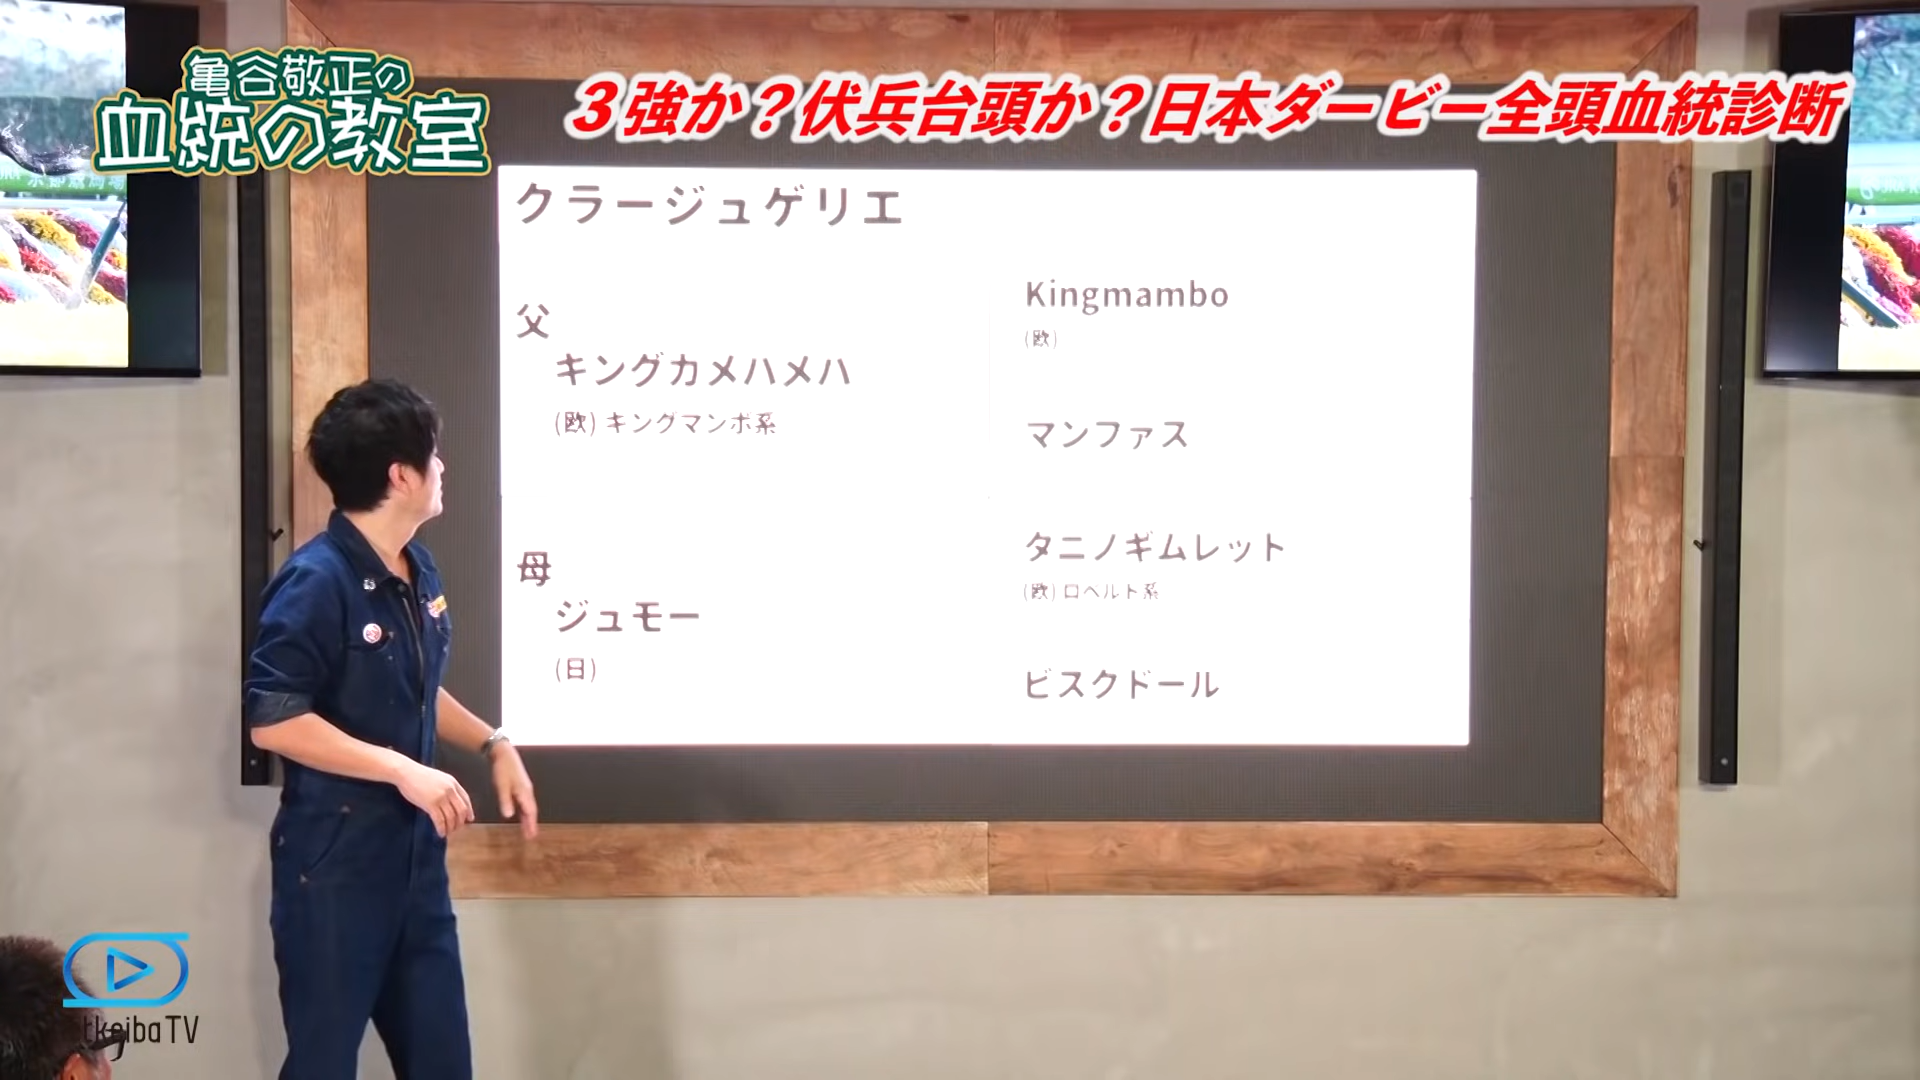 亀谷敬正の
血統の教室
3強か？伏兵台頭か？日本ダービー全頭血統診断
クラージュゲリエ
父
キングカメハメハ
(欧) キングマンボ系
母
ジュモー
(日)
Kingmambo
(欧)
マンファス
タニノギムレット
(欧) ロベルト系
ビスクドール
tkeibaTV